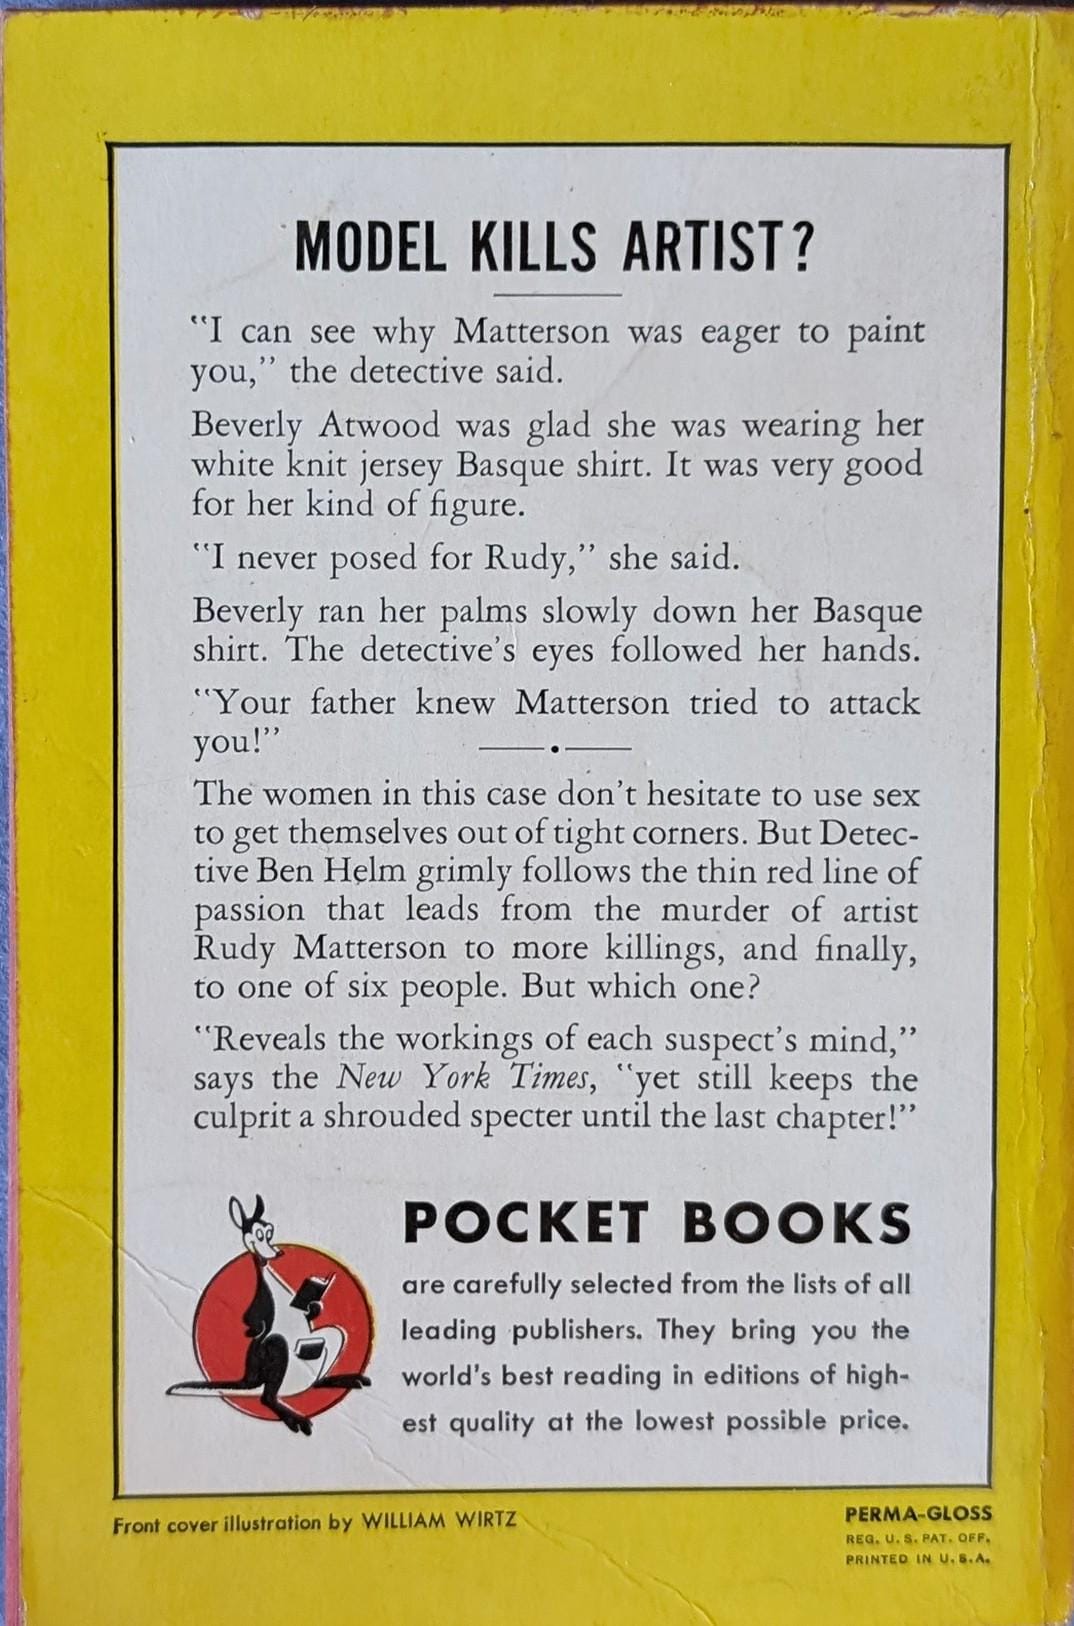 MODEL KILLS ARTIST?
"I can see why Matterson was eager to paint
you," the detective said.
Beverly Atwood was glad she was wearing her
white knit jersey Basque shirt. It was very good
for her kind of figure.
"I never posed for Rudy," she said.
Beverly ran her palms slowly down her Basque
shirt. The detective's eyes followed her hands.
"Your father knew Matterson tried to attack
you!"
The women in this case don't hesitate to use sex
to get themselves out of tight corners. But Detec-
tive Ben Helm grimly follows the thin red line of
passion that leads from the murder of artist
Rudy Matterson to more killings, and finally,
to one of six people. But which one?
"Reveals the workings of each suspect's mind,"
says the New York Times, "yet still keeps the
culprit a shrouded specter until the last chapter!"
POCKET BOOKS
are carefully selected from the lists of all
leading publishers. They bring you the
world's best reading in editions of high-
est quality at the lowest possible price.
Front cover illustration by WILLIAM WIRTZ
PERMA-GLOSS
REG. U. S. PAT. OFF.
PRINTED IN U. S. A.